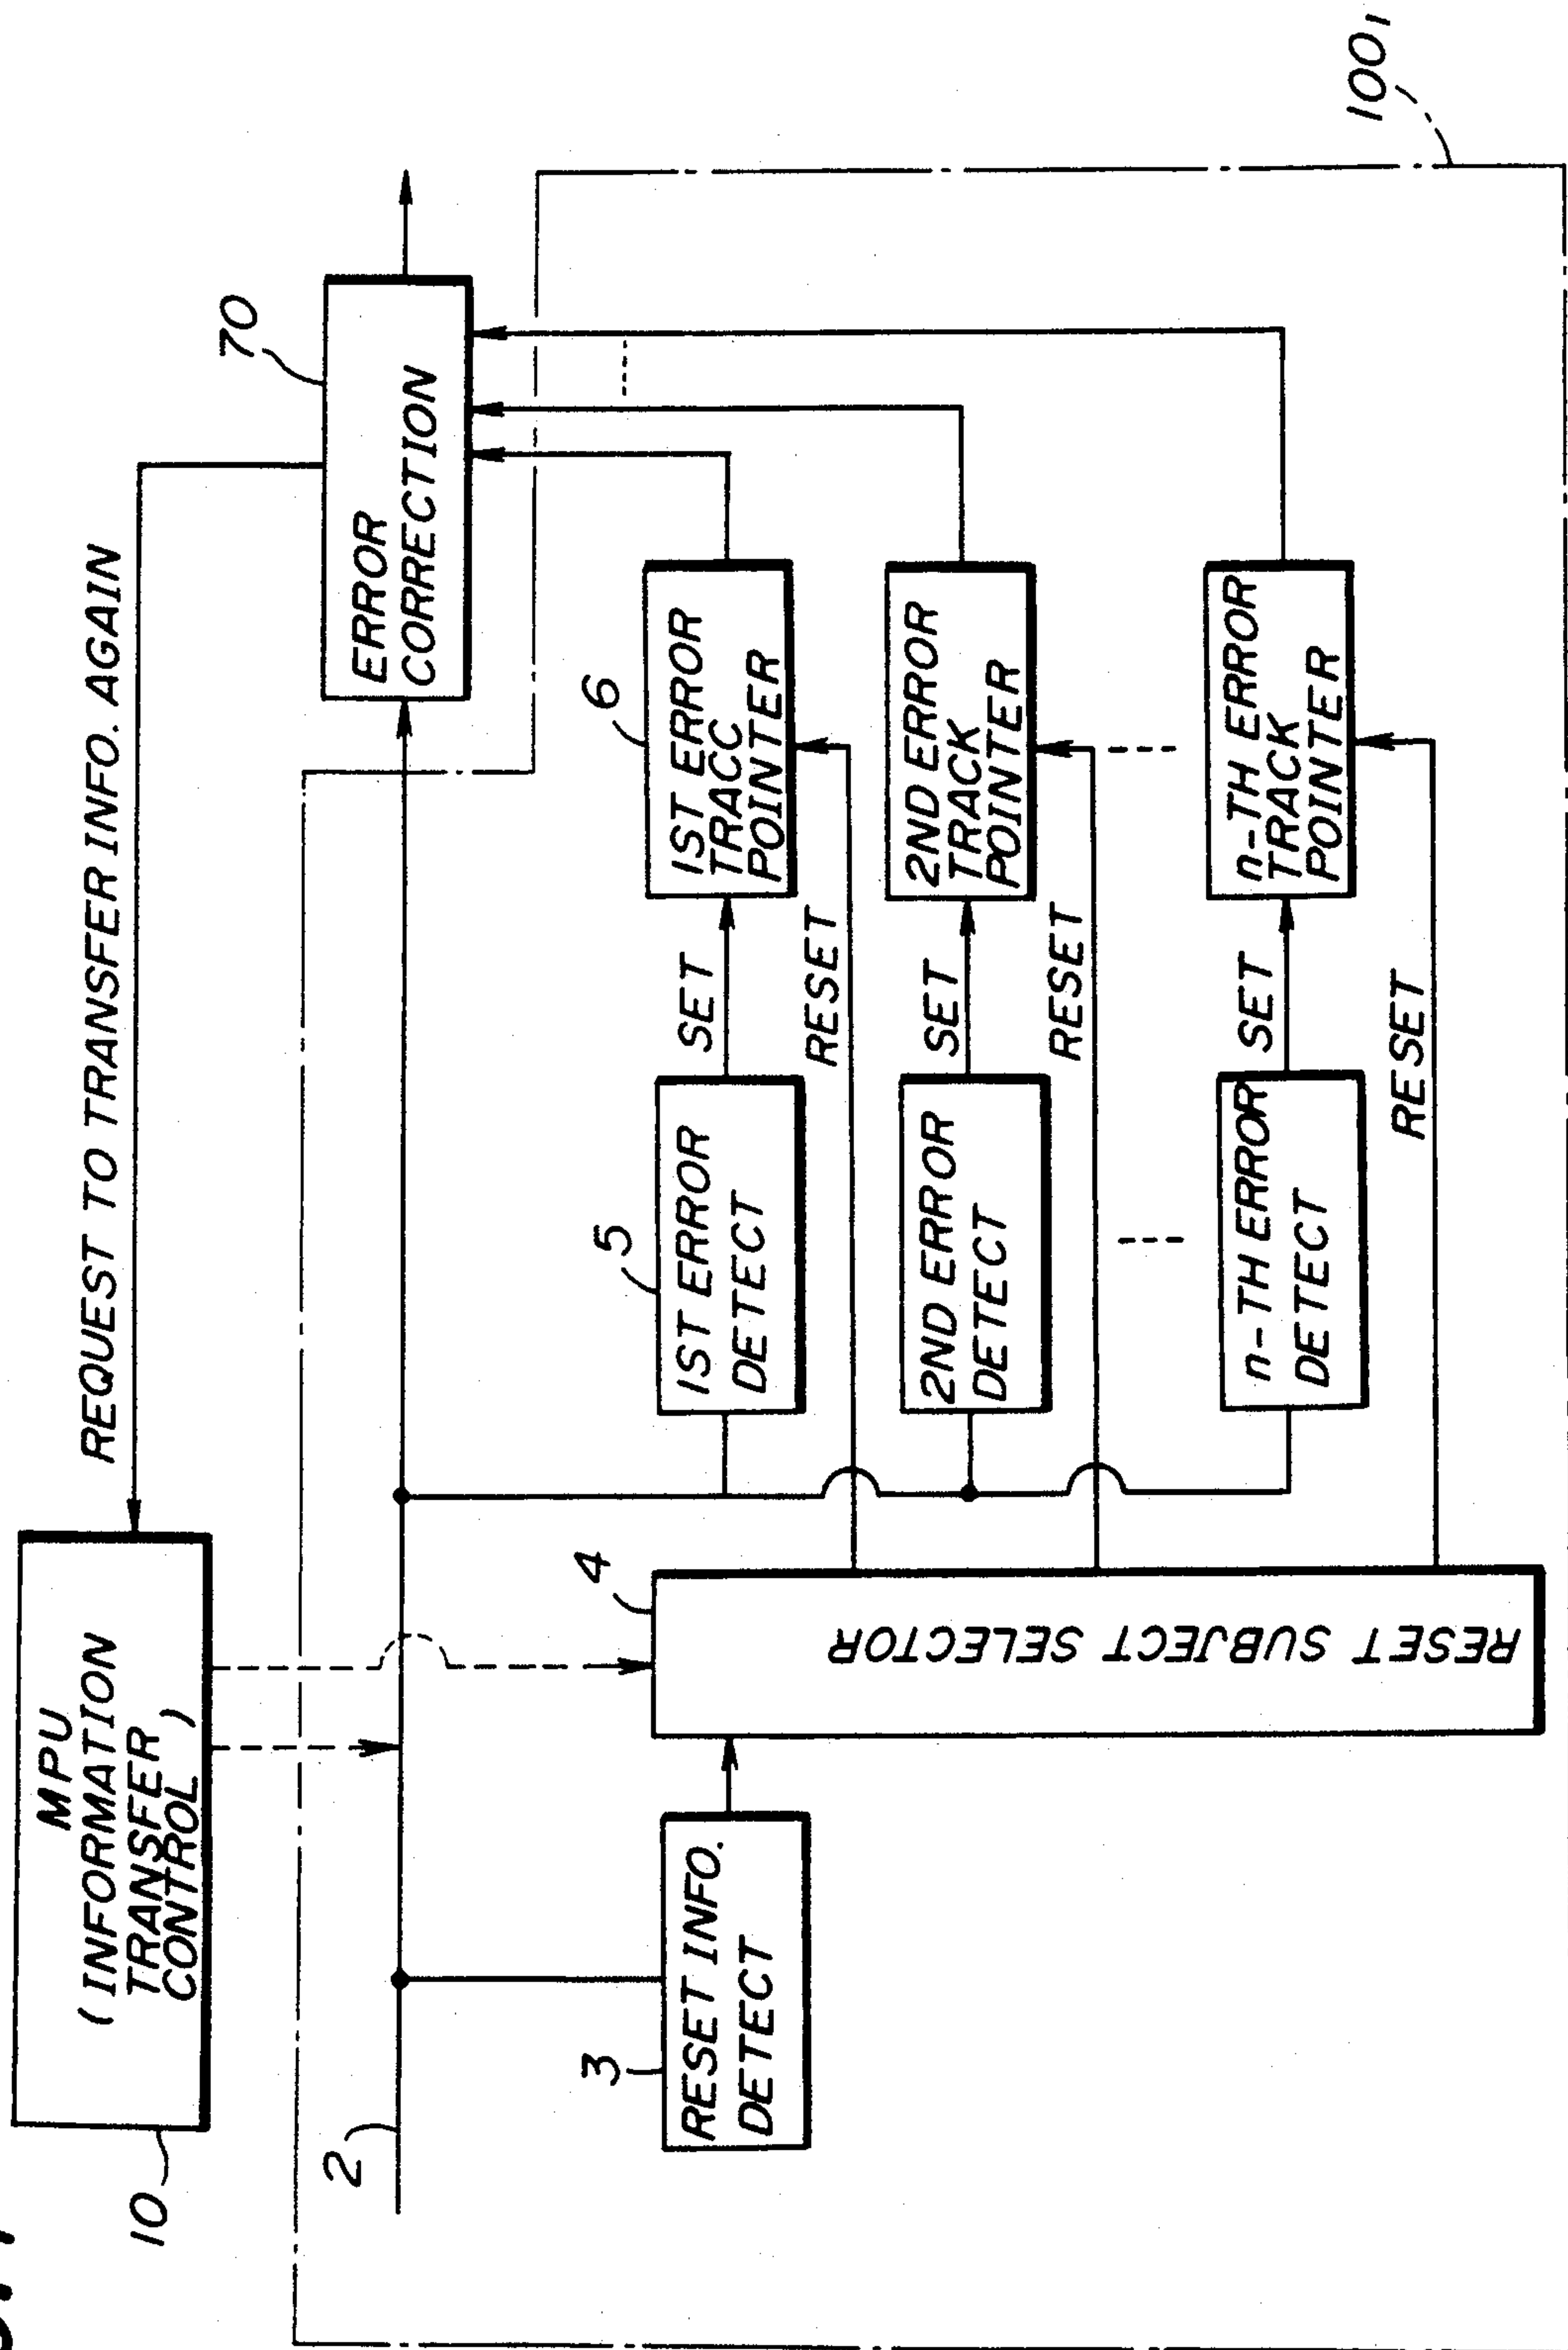 10
MPU
(INFORMATION
TRANSFER
CONTROL)
REQUEST TO TRANSFER INFO. AGAIN
70
ERROR
CORRECTION
2
3
RESET INFO.
DETECT
4
RESET SUBJECT SELECTOR
5
1ST ERROR
DETECT
SET
6
1ST ERROR
TRACC
POINTER
RESET
2ND ERROR
DETECT
SET
2ND ERROR
TRACK
POINTER
RESET
n-TH ERROR
DETECT
SET
n-TH ERROR
TRACK
POINTER
RESET
100₁